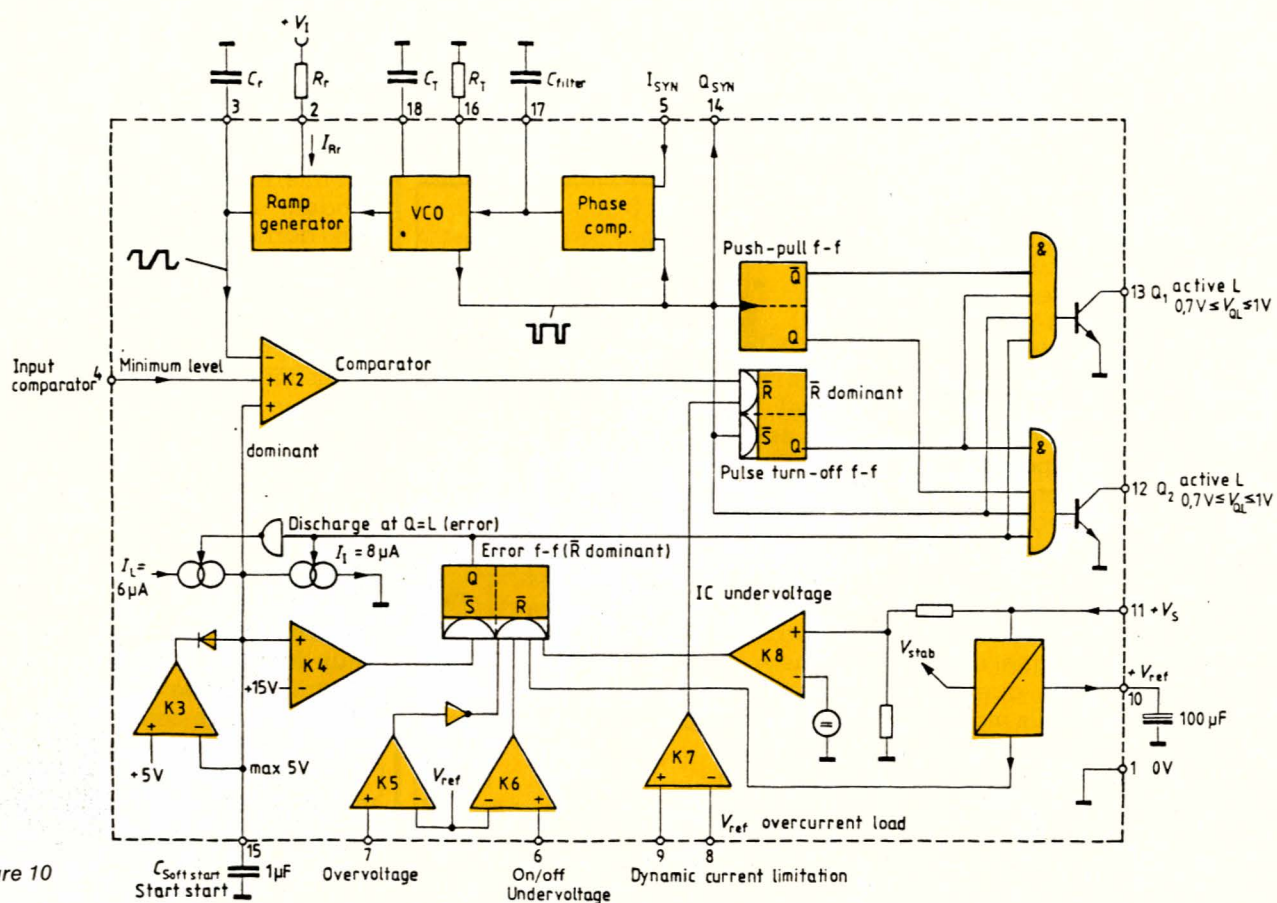 + V_I
C_r
R_r
C_T
R_T
C_filter
I_SYN
Q_SYN
3
2
18
16
17
5
14
I_Rr
Ramp generator
VCO
Phase comp.
Push-pull f-f
Q̅
Q
&
13 Q₁ active L
0,7V ≤ V_QL ≤ 1V
Input comparator
4
Minimum level
−
+
+
K2
Comparator
dominant
R̅
R̅ dominant
S̅
Q
Pulse turn-off f-f
&
12 Q₂ active L
0,7V ≤ V_QL ≤ 1V
Discharge at Q=L (error)
I_L = 6µA
I_I = 8µA
Error f-f (R̅ dominant)
Q
S̅
R̅
IC undervoltage
11 +V_S
+
−
K4
+15V
K8
+
−
V_stab
+ V_ref
10
100 µF
K3
+
−
+5V
max 5V
K5
+
−
V_ref
K6
−
+
K7
+
−
1 0V
V_ref overcurrent load
15
7
6
9
8
C_Soft start
Start start
1µF
Overvoltage
On/off
Undervoltage
Dynamic current limitation
re 10